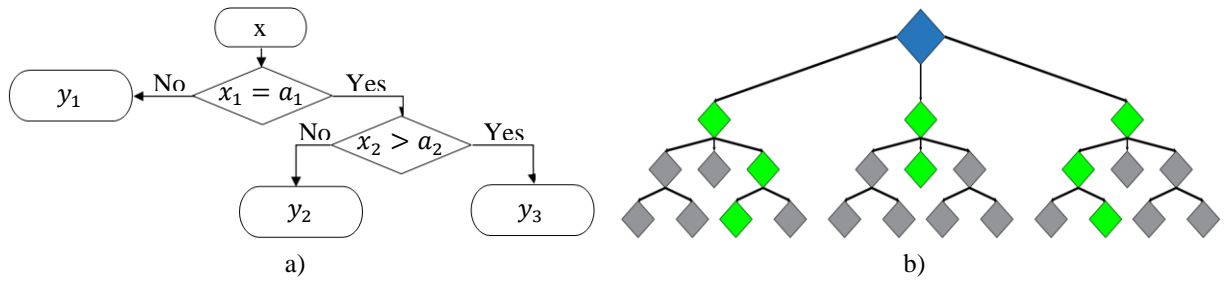 x
No
Yes
y₁
x₁ = a₁
No
Yes
x₂ > a₂
y₂
y₃
a)
b)